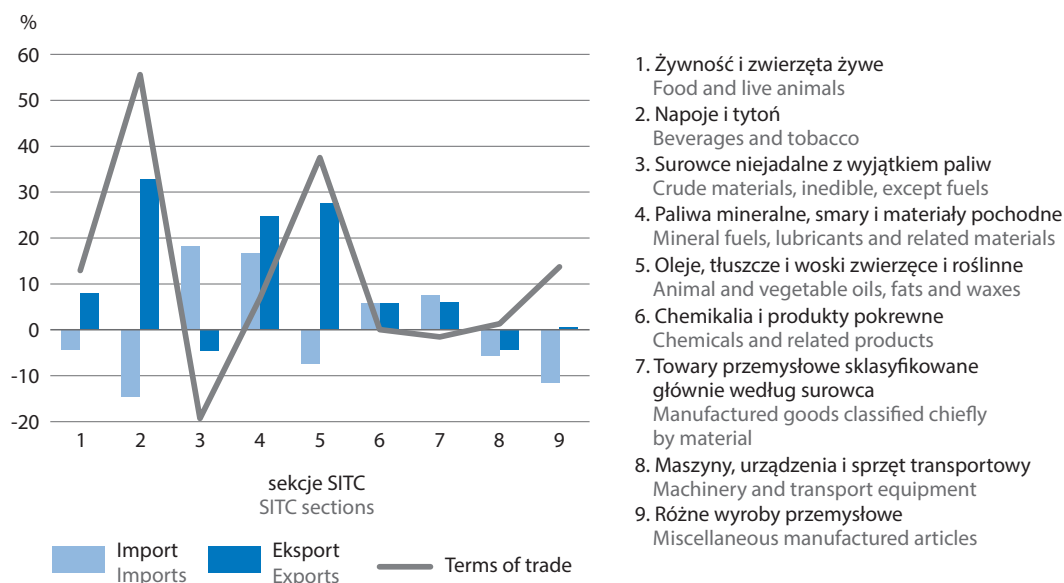 %
60
50
40
30
20
10
0
-10
-20
1 2 3 4 5 6 7 8 9
sekcje SITC
SITC sections
Import
Imports
Eksport
Exports
Terms of trade
1. Żywność i zwierzęta żywe
Food and live animals
2. Napoje i tytoń
Beverages and tobacco
3. Surowce niejadalne z wyjątkiem paliw
Crude materials, inedible, except fuels
4. Paliwa mineralne, smary i materiały pochodne
Mineral fuels, lubricants and related materials
5. Oleje, tłuszcze i woski zwierzęce i roślinne
Animal and vegetable oils, fats and waxes
6. Chemikalia i produkty pokrewne
Chemicals and related products
7. Towary przemysłowe sklasyfikowane
głównie według surowca
Manufactured goods classified chiefly
by material
8. Maszyny, urządzenia i sprzęt transportowy
Machinery and transport equipment
9. Różne wyroby przemysłowe
Miscellaneous manufactured articles